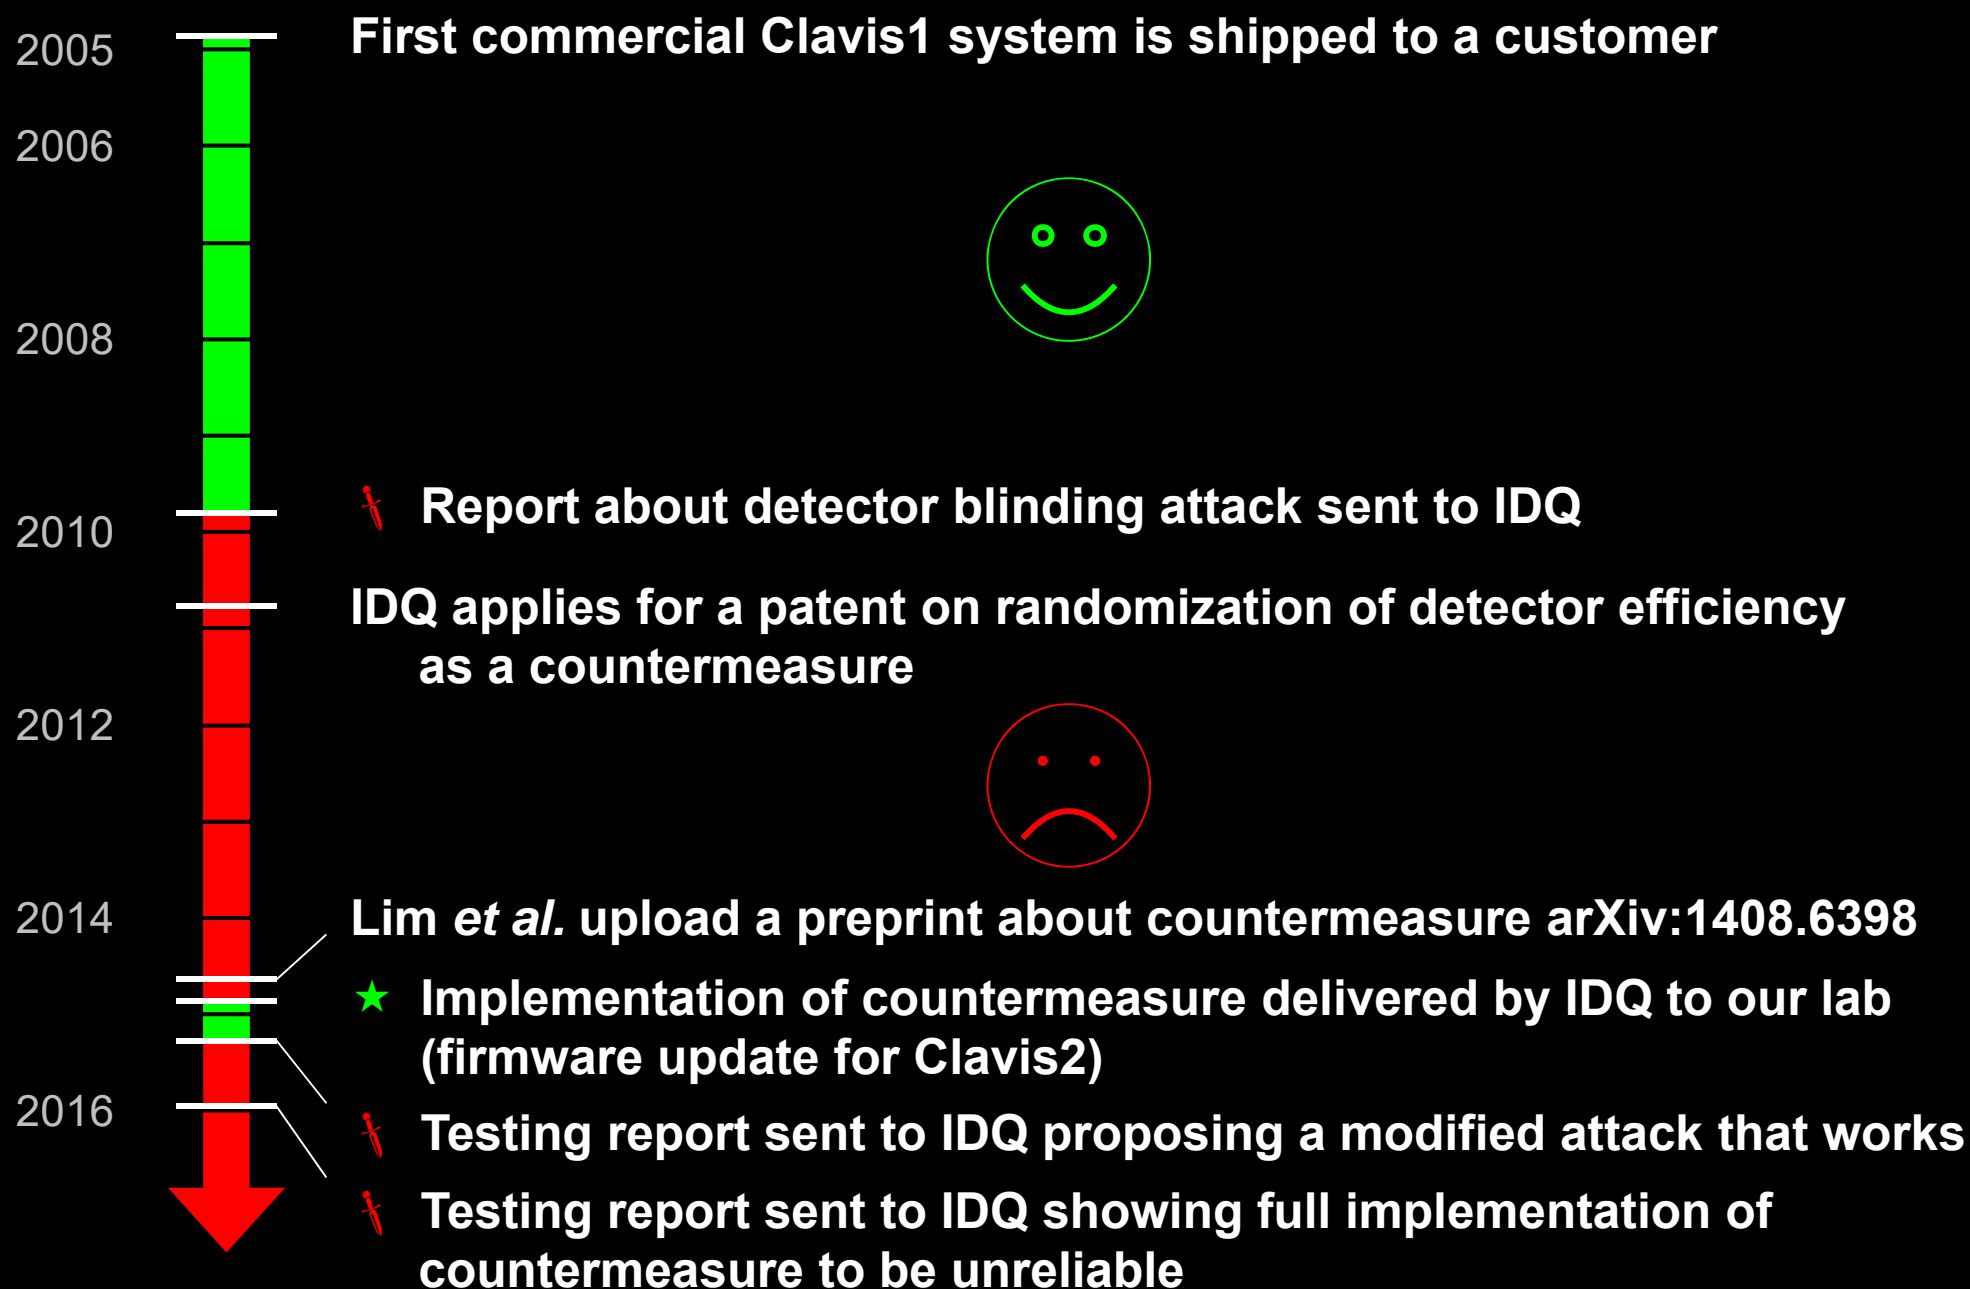 2005
First commercial Clavis1 system is shipped to a customer
2006
2008
Report about detector blinding attack sent to IDQ
2010
IDQ applies for a patent on randomization of detector efficiency
as a countermeasure
2012
2014
Lim et al. upload a preprint about countermeasure arXiv:1408.6398
★ Implementation of countermeasure delivered by IDQ to our lab
(firmware update for Clavis2)
2016
Testing report sent to IDQ proposing a modified attack that works
Testing report sent to IDQ showing full implementation of
countermeasure to be unreliable